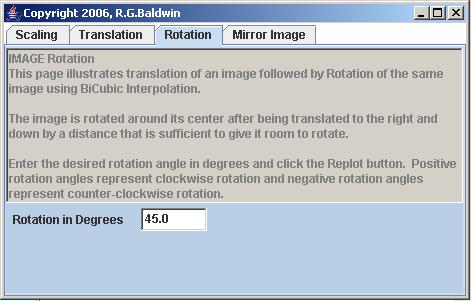 Copyright 2006, R.G.Baldwin
Scaling Translation Rotation Mirror Image
IMAGE Rotation
This page illustrates translation of an image followed by Rotation of the same
image using BiCubic Interpolation.
The image is rotated around its center after being translated to the right and
down by a distance that is sufficient to give it room to rotate.
Enter the desired rotation angle in degrees and click the Replot button.  Positive
rotation angles represent clockwise rotation and negative rotation angles
represent counter-clockwise rotation.
Rotation in Degrees 45.0